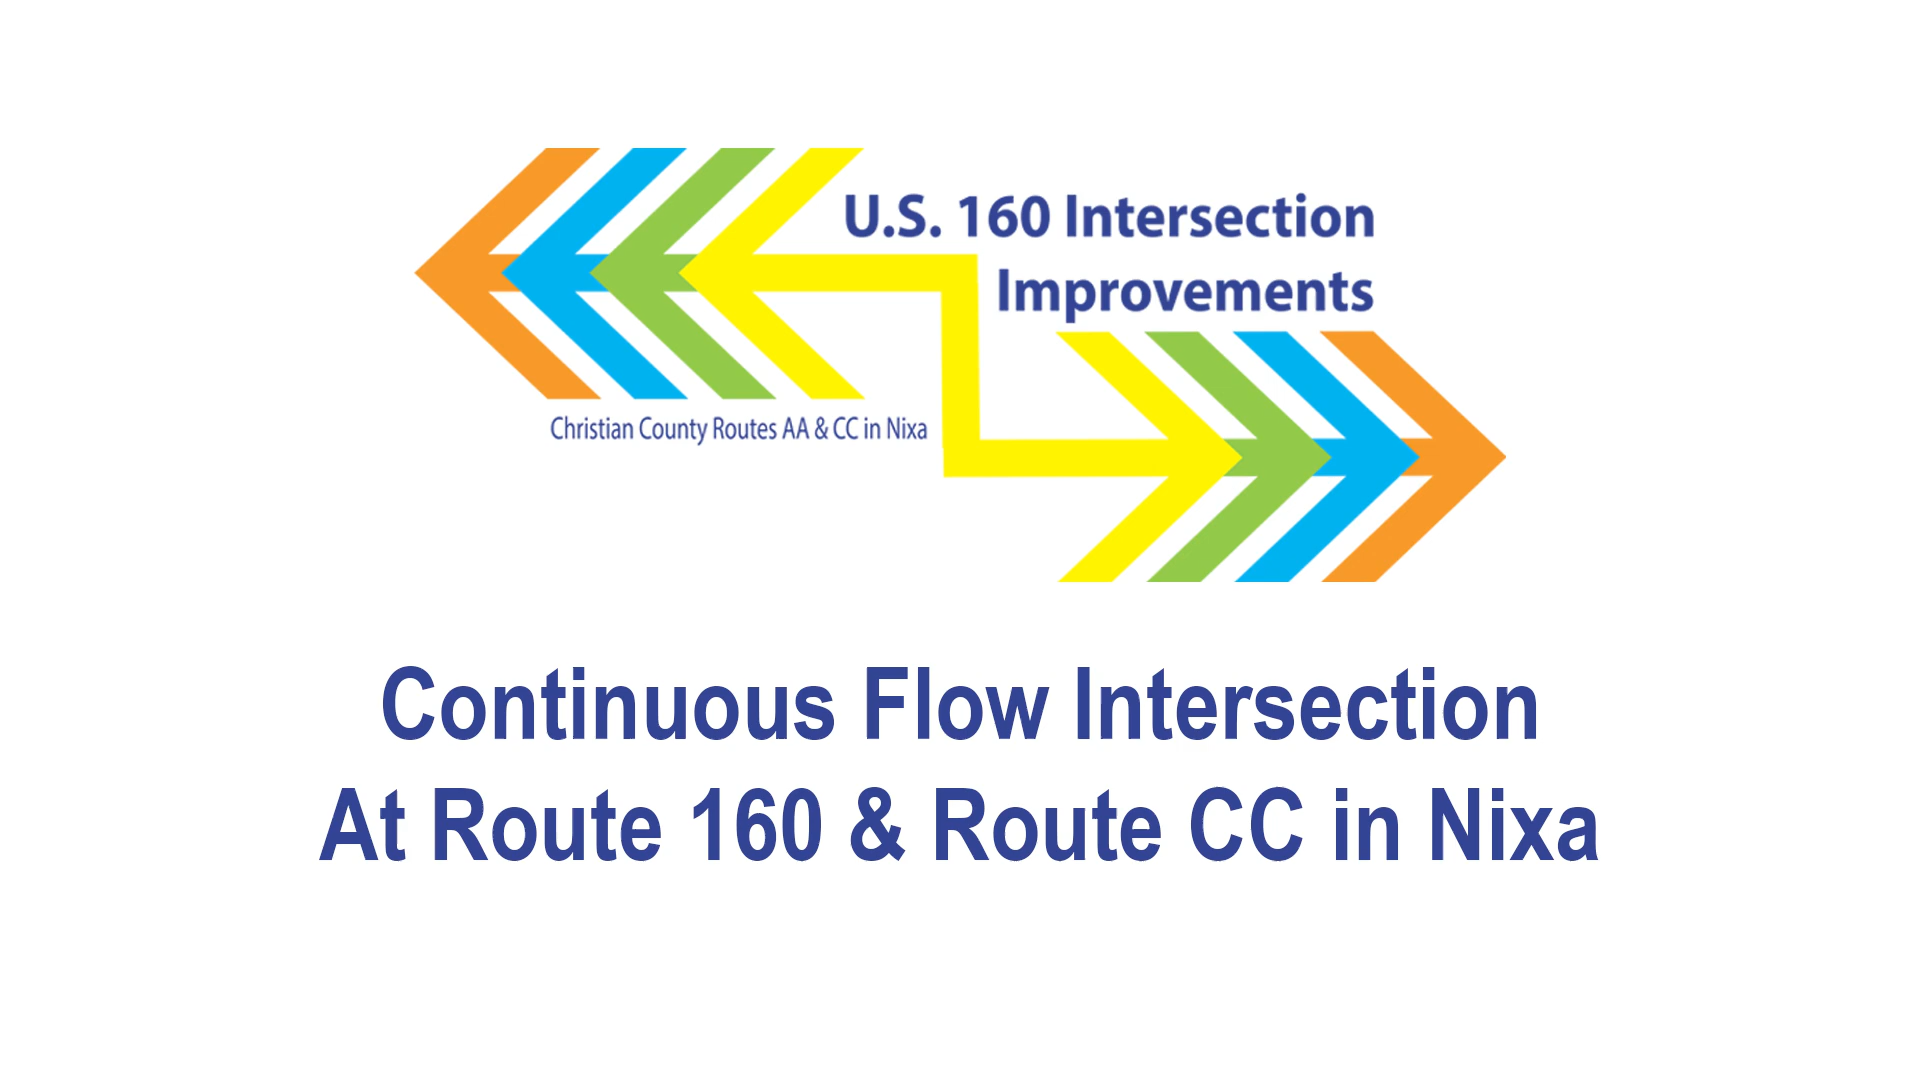 U.S. 160 Intersection
Improvements
Christian County Routes AA & CC in Nixa
Continuous Flow Intersection
At Route 160 & Route CC in Nixa